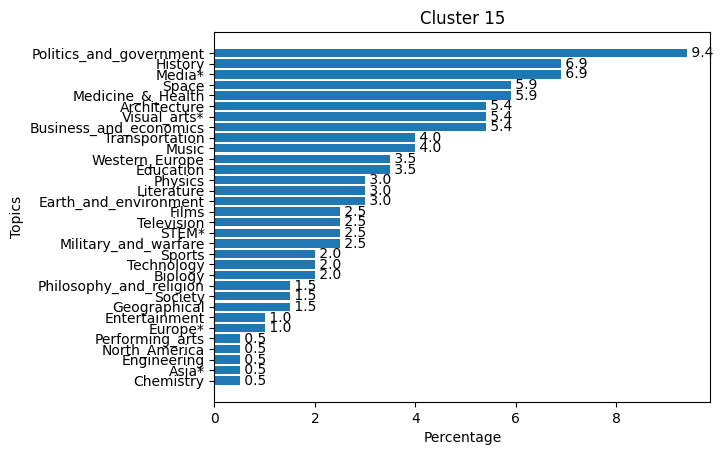 Cluster 15
Topics
Politics_and_government 9.4
History 6.9
Media* 6.9
Space 5.9
Medicine_&_Health 5.9
Architecture 5.4
Visual_arts* 5.4
Business_and_economics 5.4
Transportation 4.0
Music 4.0
Western_Europe 3.5
Education 3.5
Physics 3.0
Literature 3.0
Earth_and_environment 3.0
Films 2.5
Television 2.5
STEM* 2.5
Military_and_warfare 2.5
Sports 2.0
Technology 2.0
Biology 2.0
Philosophy_and_religion 1.5
Society 1.5
Geographical 1.5
Entertainment 1.0
Europe* 1.0
Performing_arts 0.5
North_America 0.5
Engineering 0.5
Asia* 0.5
Chemistry 0.5
0 2 4 6 8
Percentage